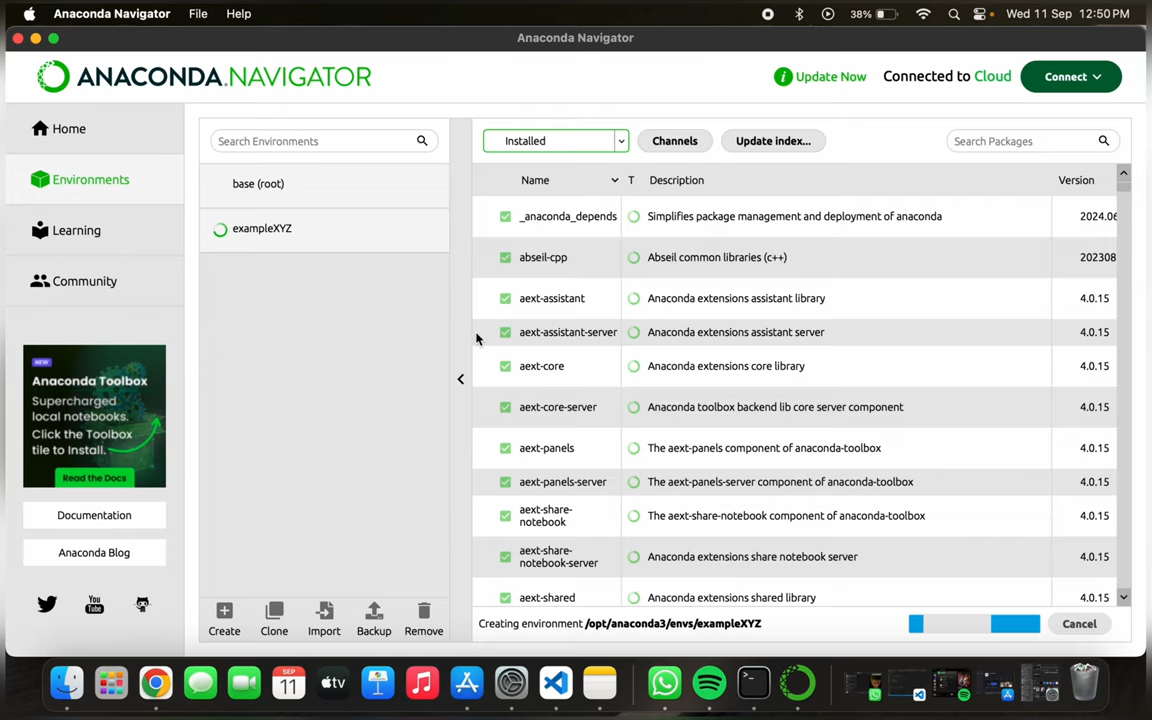 Anaconda Navigator File Help 38% Wed 11 Sep 12:50 PM
Anaconda Navigator
ANACONDA.NAVIGATOR
i Update Now Connected to Cloud Connect
Home
Environments
Learning
Community
NEW
Anaconda Toolbox
Supercharged
local notebooks.
Click the Toolbox
tile to Install.
Read the Docs
Documentation
Anaconda Blog
You
Tube
Search Environments
base (root)
exampleXYZ
Create Clone Import Backup Remove
Installed Channels Update index... Search Packages
Name T Description Version
_anaconda_depends Simplifies package management and deployment of anaconda 2024.06
abseil-cpp Abseil common libraries (c++) 202308
aext-assistant Anaconda extensions assistant library 4.0.15
aext-assistant-server Anaconda extensions assistant server 4.0.15
aext-core Anaconda extensions core library 4.0.15
aext-core-server Anaconda toolbox backend lib core server component 4.0.15
aext-panels The aext-panels component of anaconda-toolbox 4.0.15
aext-panels-server The aext-panels-server component of anaconda-toolbox 4.0.15
aext-share-
notebook The aext-share-notebook component of anaconda-toolbox 4.0.15
aext-share-
notebook-server Anaconda extensions share notebook server 4.0.15
aext-shared Anaconda extensions shared library 4.0.15
Creating environment /opt/anaconda3/envs/exampleXYZ Cancel
SEP
11
tv